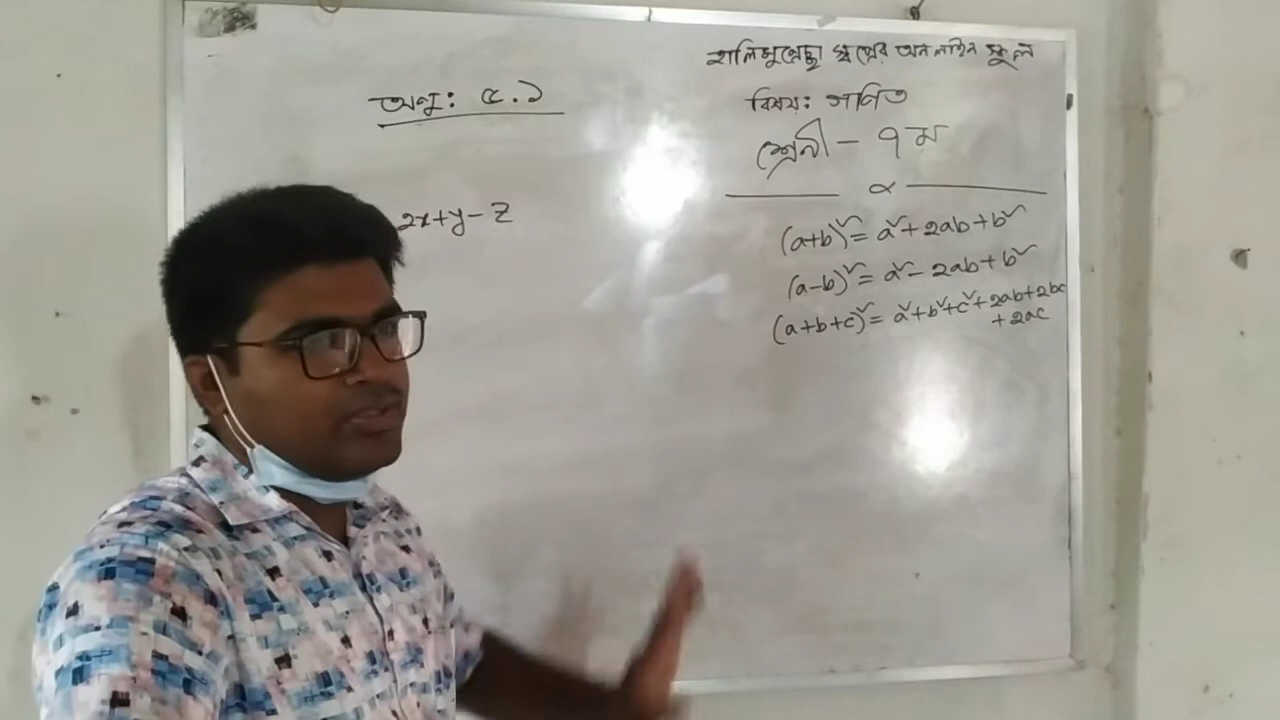 অনু: ৫.১
2x+y-z
অনলাইন স্কুল
বিষয়: গণিত
শ্রেনী - ৭ম
(a+b)² = a² + 2ab + b²
(a-b)² = a² - 2ab + b²
(a+b+c)² = a²+b²+c²+2ab+2bc
+2ac